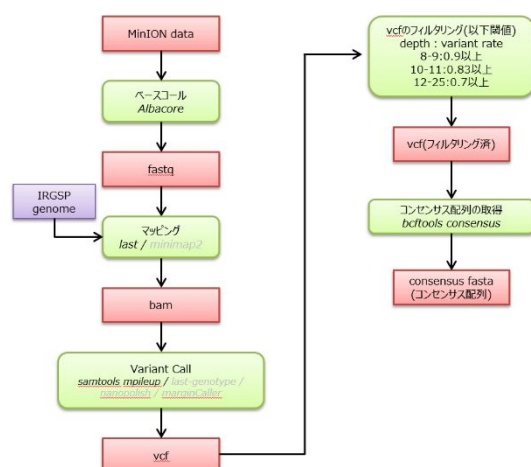 MinION data
ベースコール
Albacore
fastq
IRGSP
genome
マッピング
last / minimap2
bam
Variant Call
samtools mpileup / last-genotype /
nanopolish / marginCaller
vcf
vcfのフィルタリング(以下閾値)
depth : variant rate
8-9:0.9以上
10-11:0.83以上
12-25:0.7以上
vcf(フィルタリング済)
コンセンサス配列の取得
bcftools consensus
consensus fasta
(コンセンサス配列)